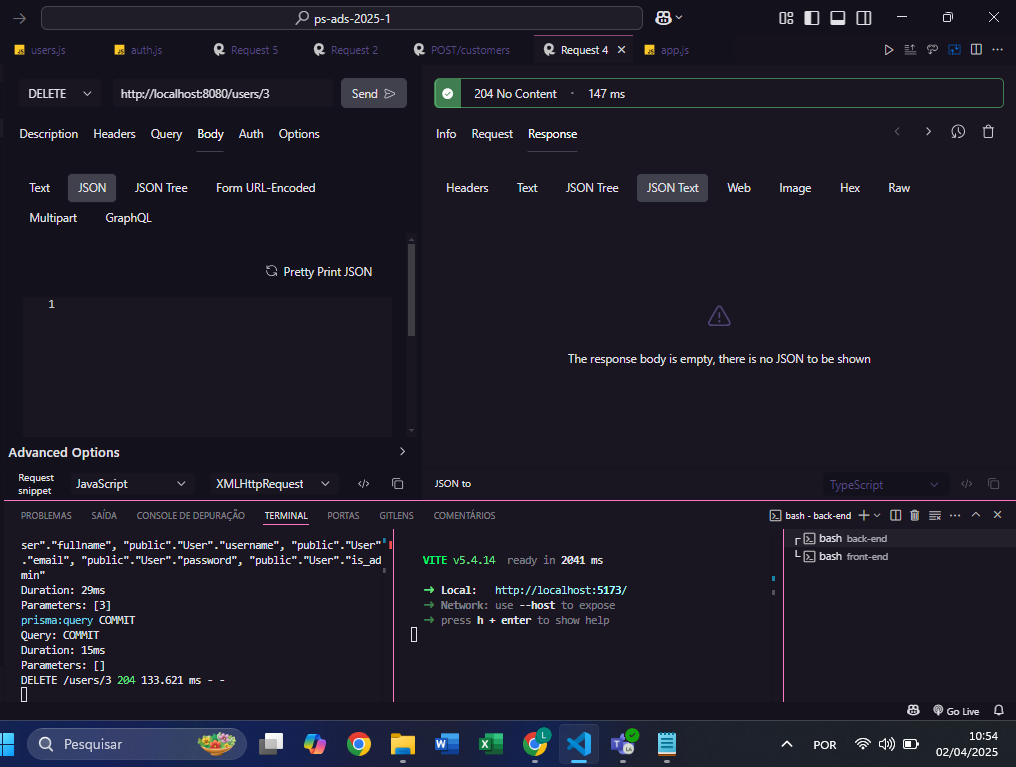 ps-ads-2025-1
users.js
auth.js
Request 5
Request 2
POST/customers
Request 4
app.js
DELETE
http://localhost:8080/users/3
Send
204 No Content · 147 ms
Description
Headers
Query
Body
Auth
Options
Info
Request
Response
Text
JSON
JSON Tree
Form URL-Encoded
Multipart
GraphQL
Headers
Text
JSON Tree
JSON Text
Web
Image
Hex
Raw
Pretty Print JSON
1
The response body is empty, there is no JSON to be shown
Advanced Options
Request
snippet
JavaScript
XMLHttpRequest
JSON to
TypeScript
PROBLEMAS
SAÍDA
CONSOLE DE DEPURAÇÃO
TERMINAL
PORTAS
GITLENS
COMENTÁRIOS
bash - back-end
ser"."fullname", "public"."User"."username", "public"."User"
."email", "public"."User"."password", "public"."User"."is_ad
min"
Duration: 29ms
Parameters: [3]
prisma:query COMMIT
Query: COMMIT
Duration: 15ms
Parameters: []
DELETE /users/3 204 133.621 ms - -
VITE v5.4.14 ready in 2041 ms
➜ Local: http://localhost:5173/
➜ Network: use --host to expose
➜ press h + enter to show help
bash back-end
bash front-end
Go Live
Pesquisar
L
POR
10:54
02/04/2025